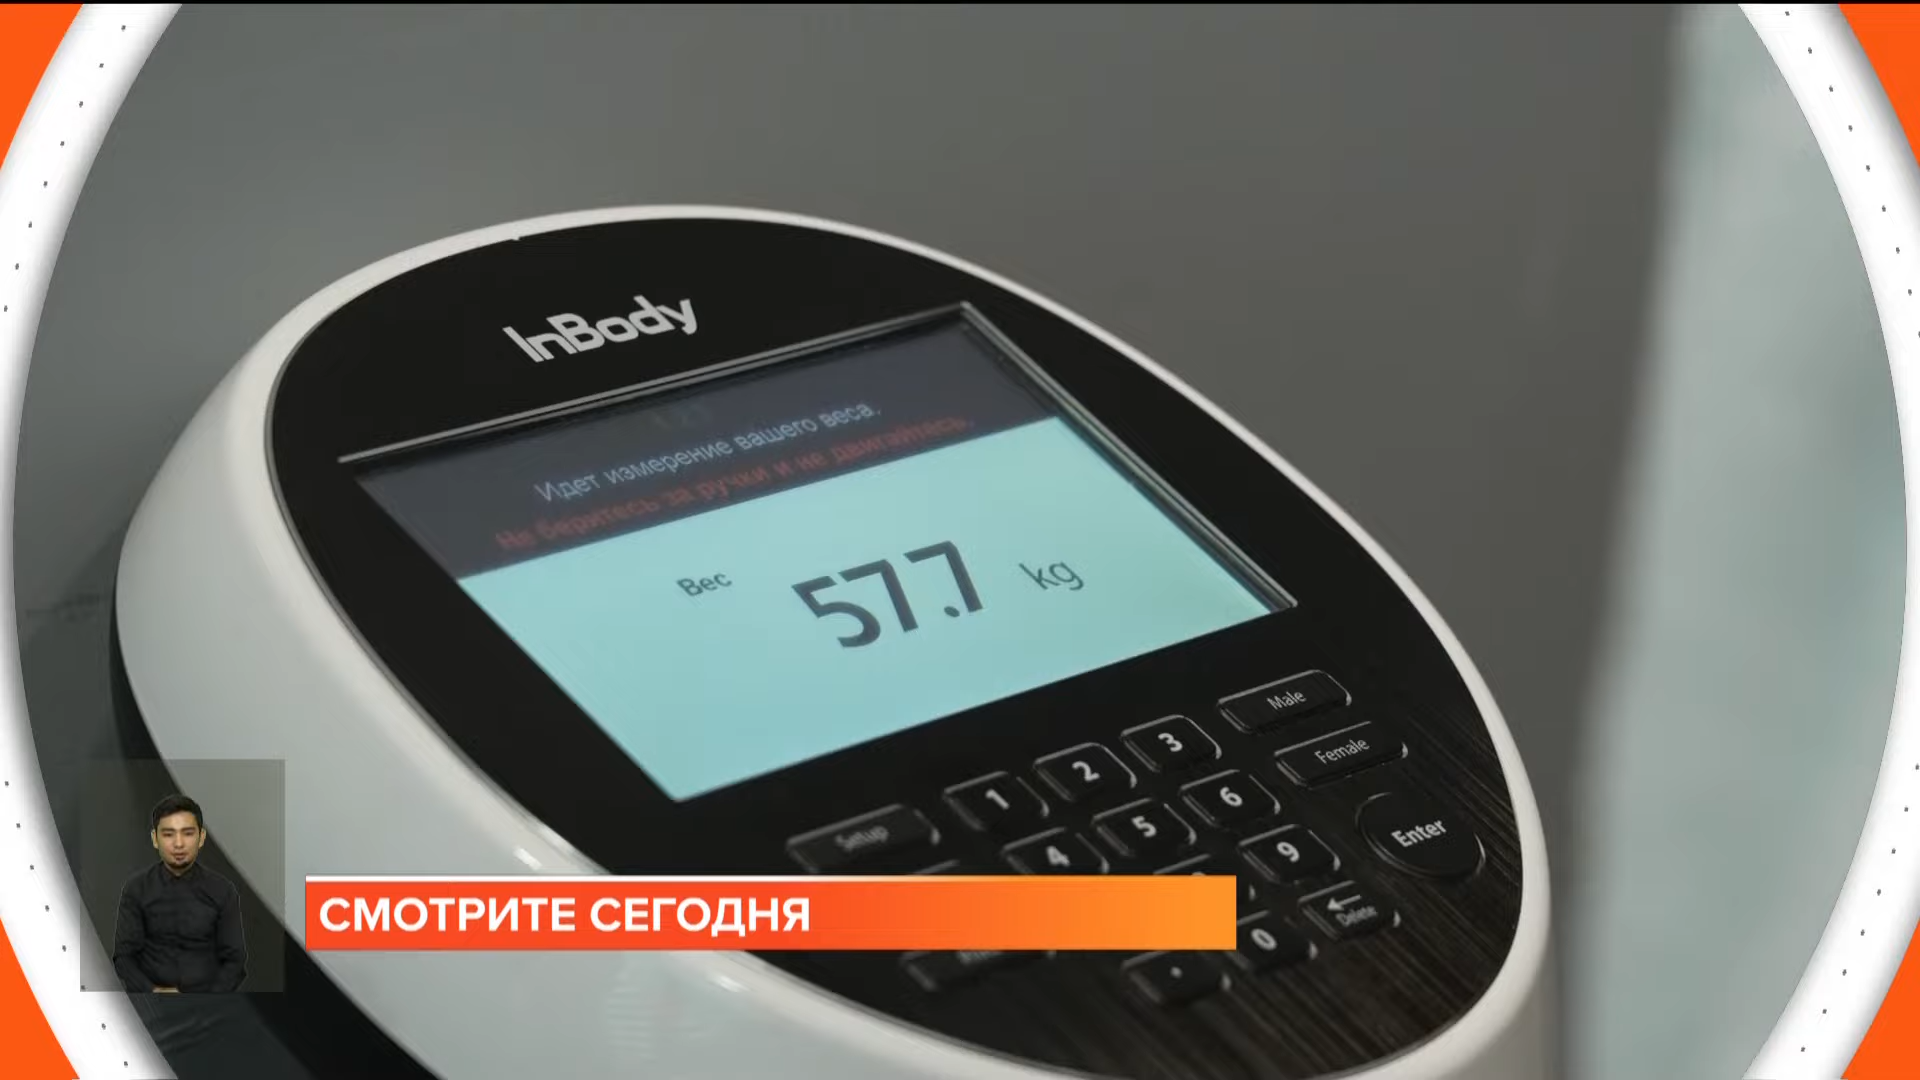 InBody
Идет измерение вашего веса.
Не беритесь за ручки и не двигайтесь.
Вес 57.7 kg
Male
1 2 3
Female
Setup
4 5 6
Enter
9
Delete
0
СМОТРИТЕ СЕГОДНЯ